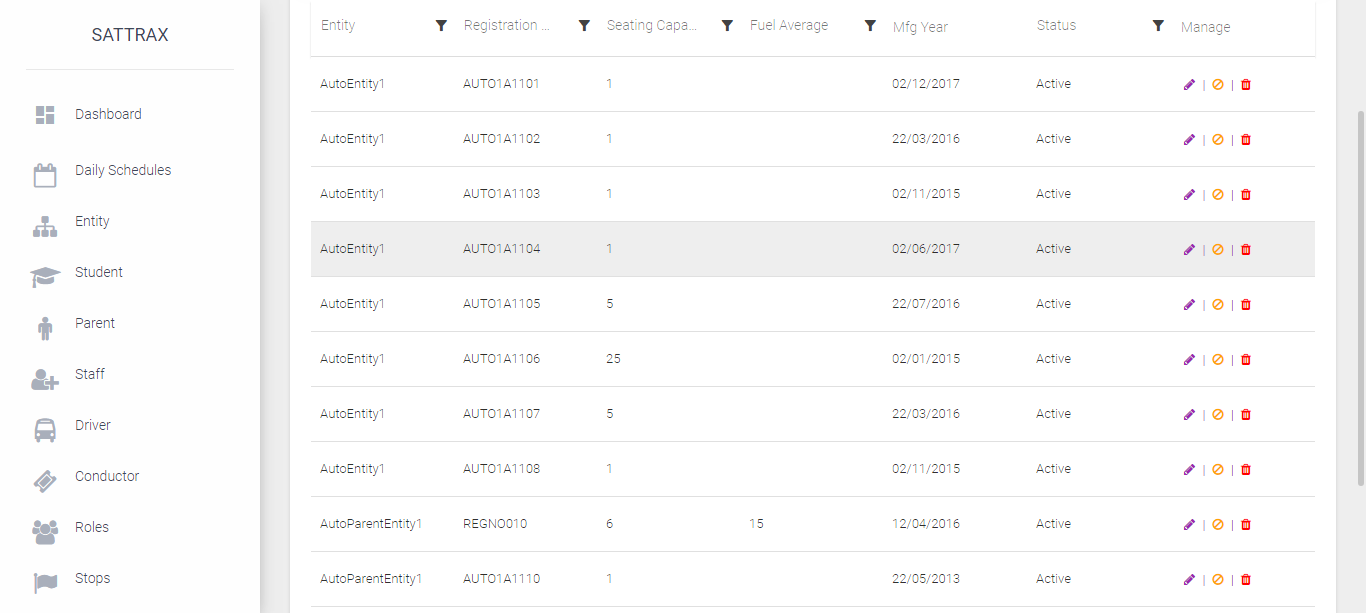 SATTRAX
Dashboard
Daily Schedules
Entity
Student
Parent
Staff
Driver
Conductor
Roles
Stops
Entity Registration ... Seating Capa... Fuel Average Mfg Year Status Manage
AutoEntity1 AUTO1A1101 1 02/12/2017 Active | |
AutoEntity1 AUTO1A1102 1 22/03/2016 Active | |
AutoEntity1 AUTO1A1103 1 02/11/2015 Active | |
AutoEntity1 AUTO1A1104 1 02/06/2017 Active | |
AutoEntity1 AUTO1A1105 5 22/07/2016 Active | |
AutoEntity1 AUTO1A1106 25 02/01/2015 Active | |
AutoEntity1 AUTO1A1107 5 22/03/2016 Active | |
AutoEntity1 AUTO1A1108 1 02/11/2015 Active | |
AutoParentEntity1 REGNO010 6 15 12/04/2016 Active | |
AutoParentEntity1 AUTO1A1110 1 22/05/2013 Active | |